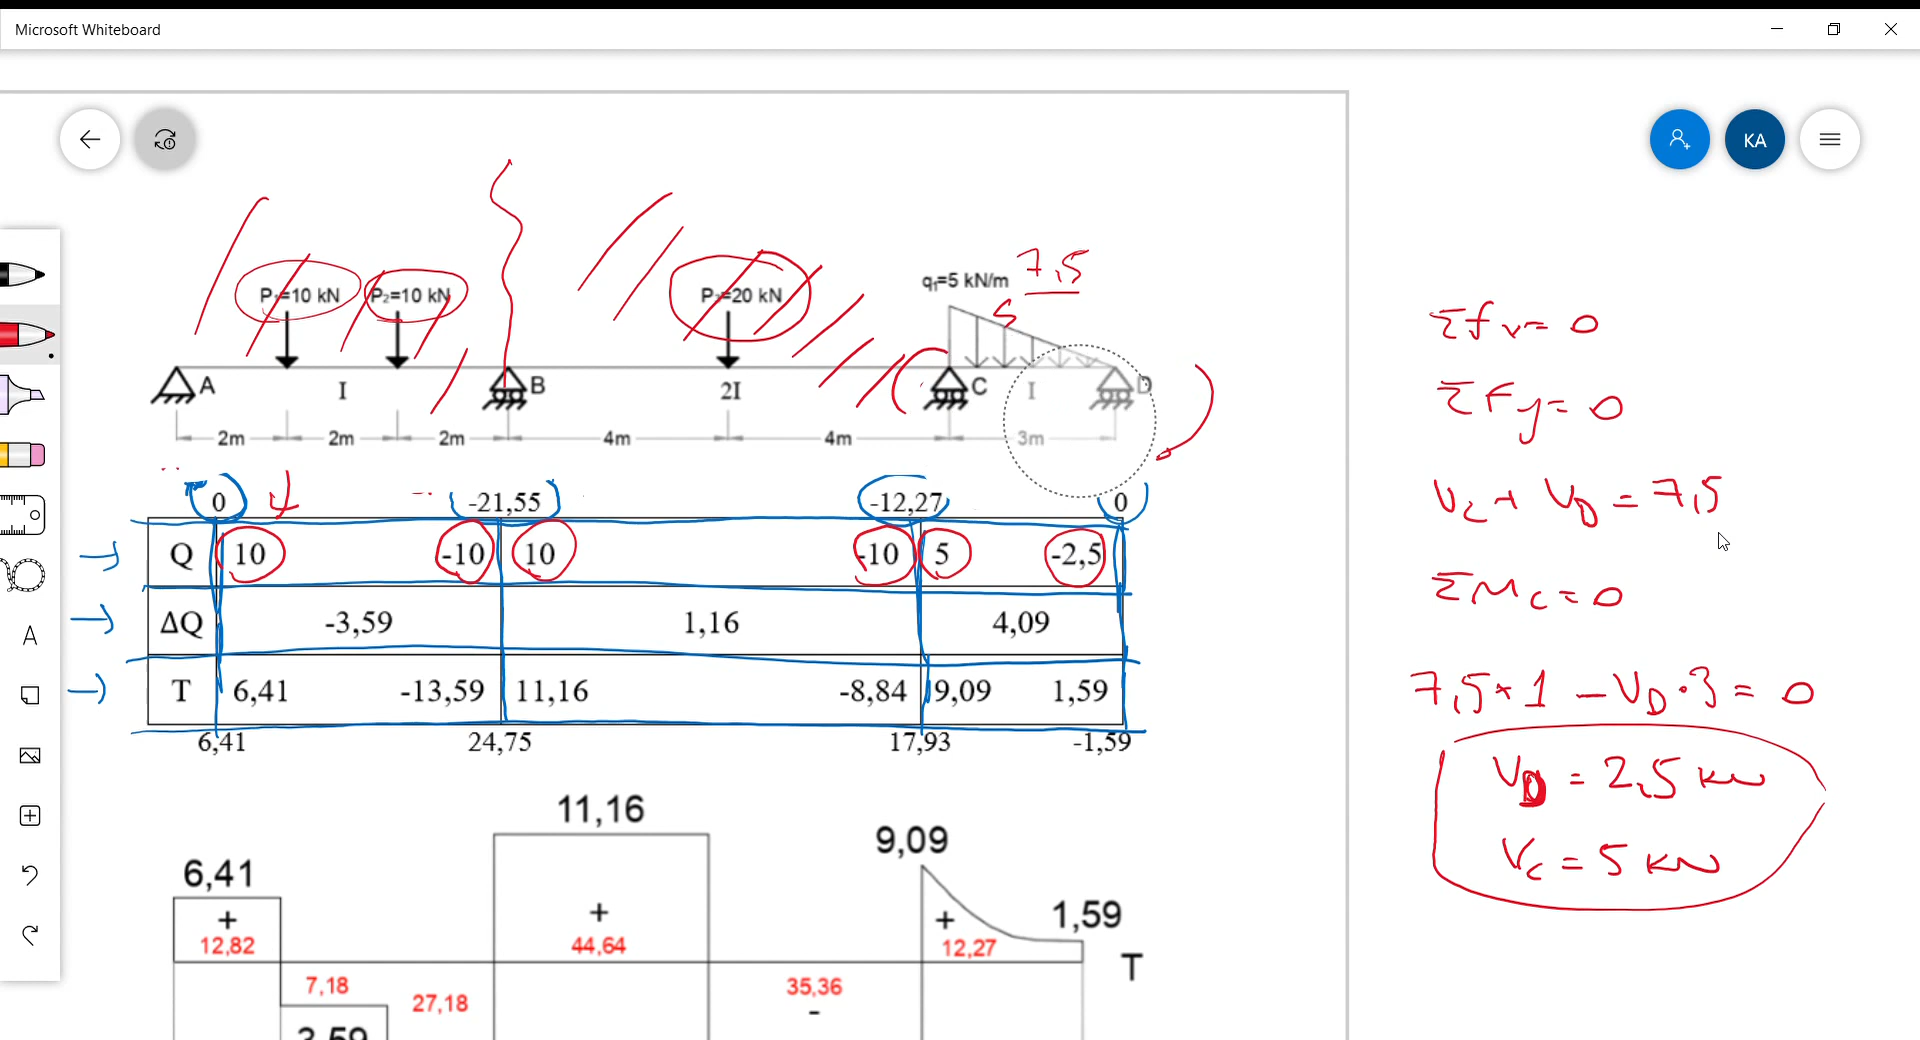 Microsoft Whiteboard
KA
7,5
q₁=5 kN/m
5
P₁=10 kN P₂=10 kN P₃=20 kN
A I B 2I C I D
2m 2m 2m 4m 4m 3m
0 -21,55 -12,27 0
Q 10 -10 10 -10 5 -2,5
ΔQ -3,59 1,16 4,09
T 6,41 -13,59 11,16 -8,84 9,09 1,59
6,41 24,75 17,93 -1,59
11,16
9,09
6,41
1,59
+ + +
12,82 44,64 12,27
T
7,18 27,18 35,36
-
3,59
ΣFx=0
ΣFy=0
Vc + VD = 7,5
ΣMc=0
7,5*1 - VD·3 = 0
VD = 2,5 kN
Vc = 5 kN
A